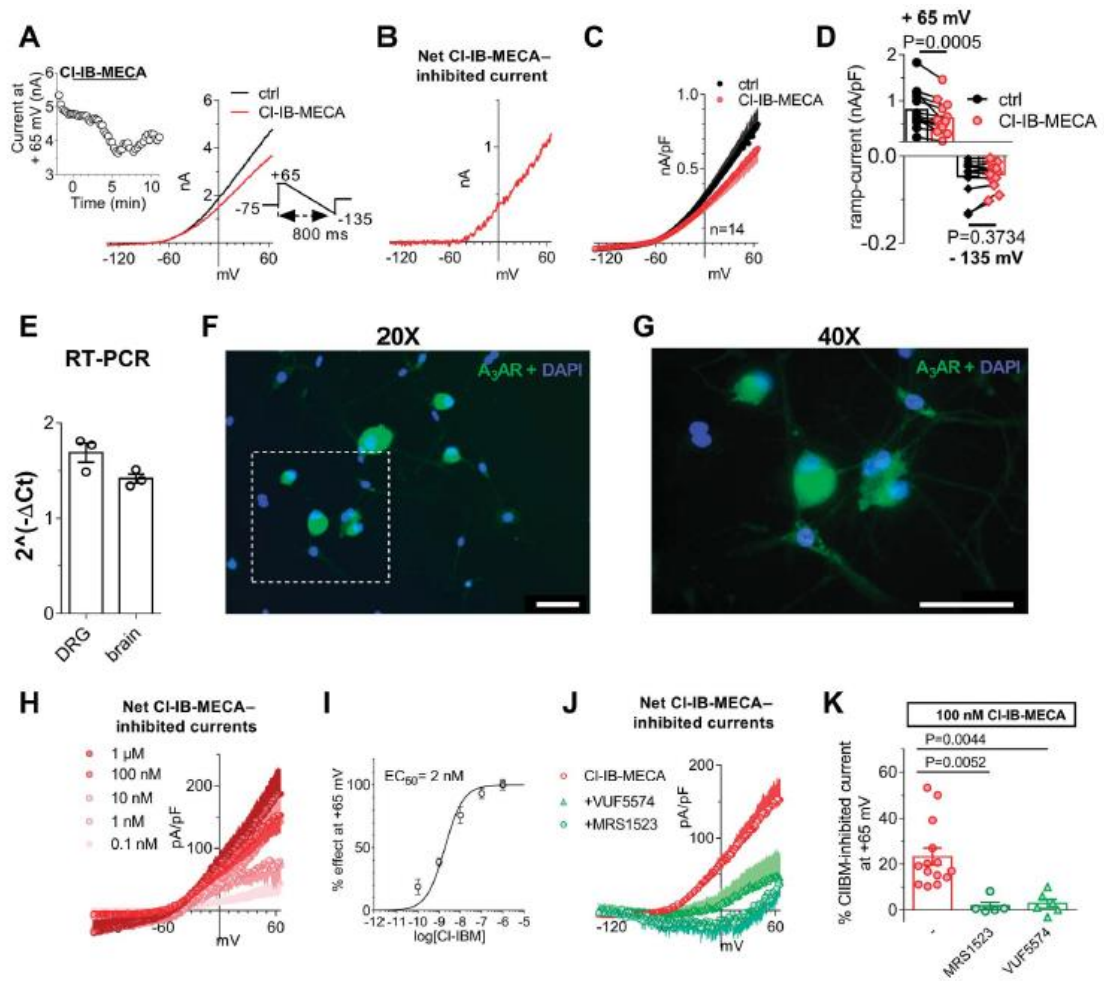 A
Cl-IB-MECA
6
5
4
3
Current at
+ 65 mV (nA)
0
5
10
Time (min)
ctrl
Cl-IB-MECA
6
4
2
nA
-120
-60
0
60
mV
+65
-75
-135
800 ms
B
Net Cl-IB-MECA–
inhibited current
1
nA
-120
-60
0
60
mV
C
ctrl
Cl-IB-MECA
1.0
0.5
nA/pF
n=14
-120
-60
0
60
mV
D
+ 65 mV
P=0.0005
2
1
0.0
-0.2
ramp-current (nA/pF)
ctrl
Cl-IB-MECA
P=0.3734
- 135 mV
E
RT-PCR
2
1
0
2^(-ΔCt)
DRG
brain
F
20X
A₃AR + DAPI
G
40X
A₃AR + DAPI
H
Net Cl-IB-MECA–
inhibited currents
1 µM
100 nM
10 nM
1 nM
0.1 nM
200
100
pA/pF
-120
-60
0
60
mV
I
EC₅₀= 2 nM
100
50
0
% effect at +65 mV
-12 -11 -10 -9 -8 -7 -6 -5
log[Cl-IBM]
J
Net Cl-IB-MECA–
inhibited currents
Cl-IB-MECA
+VUF5574
+MRS1523
200
100
pA/pF
-120
-60
0
60
mV
K
100 nM Cl-IB-MECA
P=0.0044
P=0.0052
60
40
20
0
% ClIBM-inhibited current
at +65 mV
-
MRS1523
VUF5574